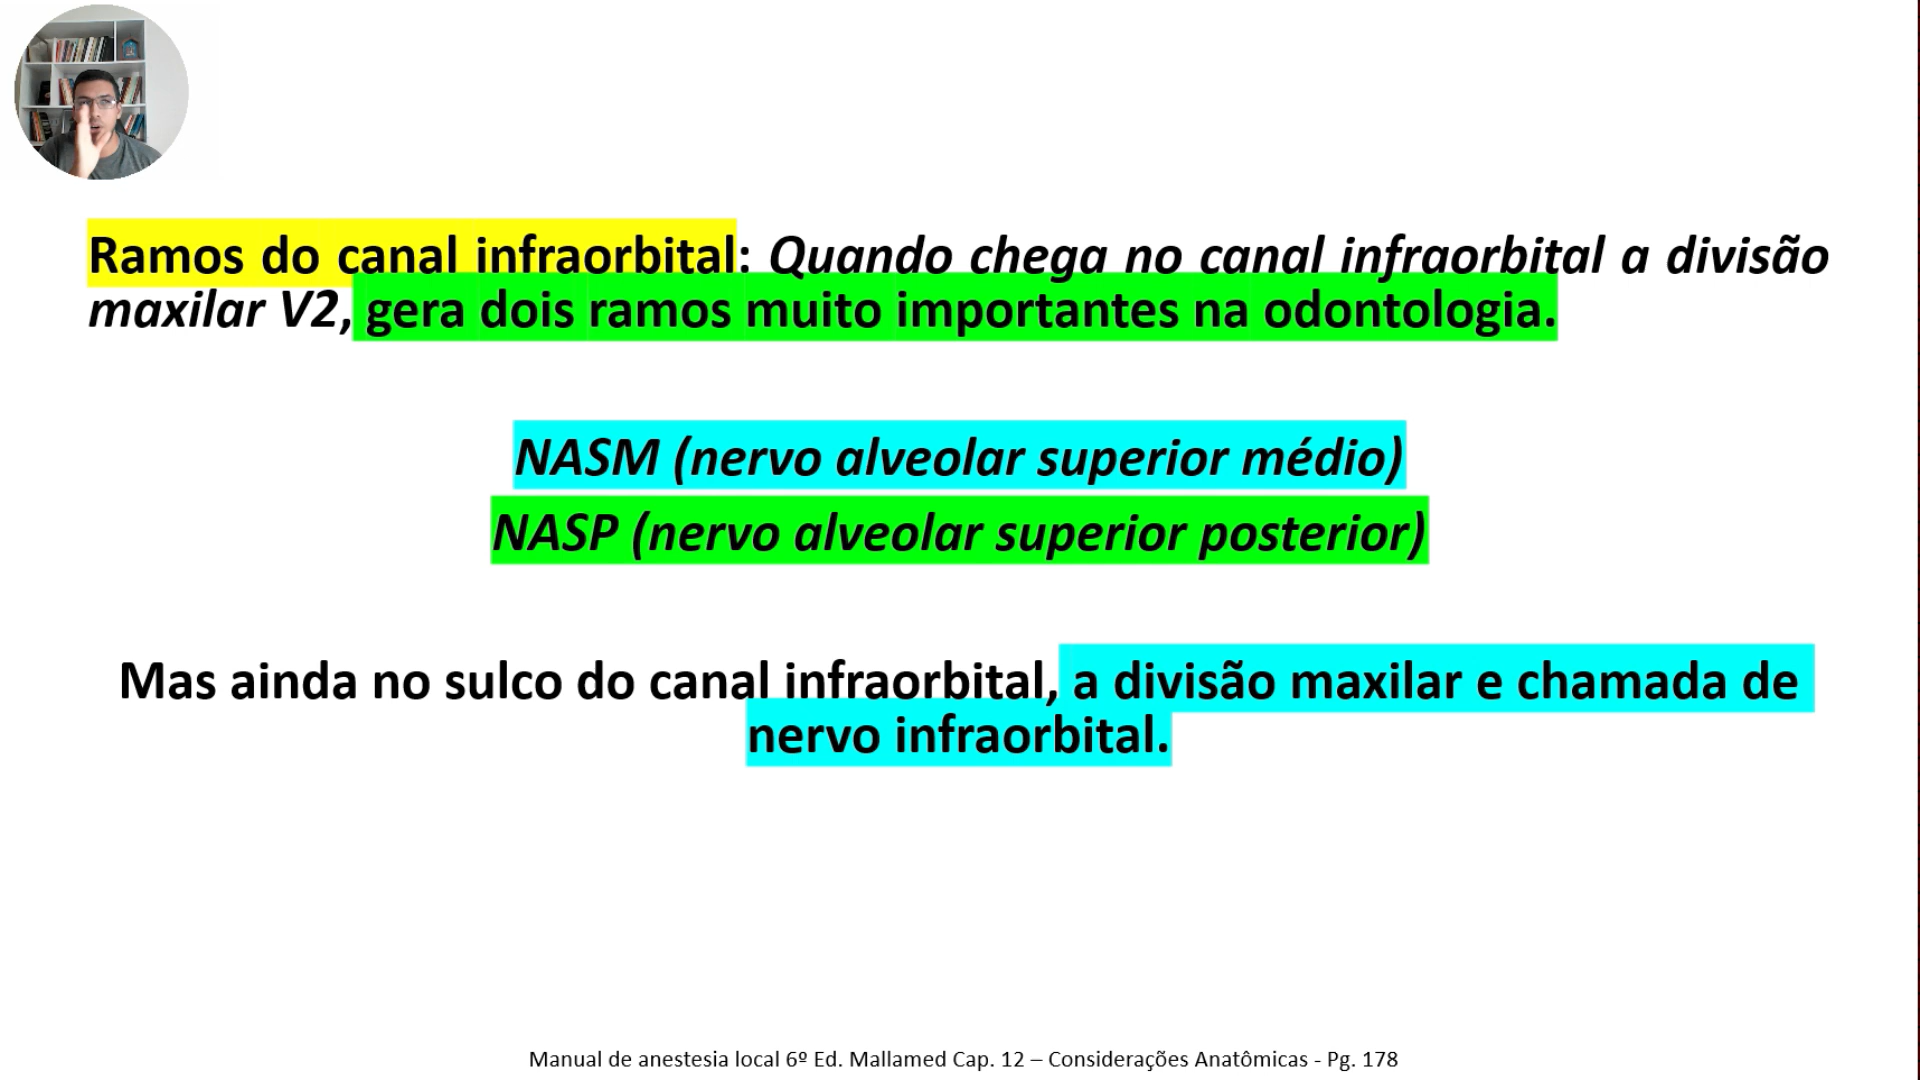 Ramos do canal infraorbital: Quando chega no canal infraorbital a divisão
maxilar V2, gera dois ramos muito importantes na odontologia.
NASM (nervo alveolar superior médio)
NASP (nervo alveolar superior posterior)
Mas ainda no sulco do canal infraorbital, a divisão maxilar e chamada de
nervo infraorbital.
Manual de anestesia local 6º Ed. Mallamed Cap. 12 – Considerações Anatômicas - Pg. 178